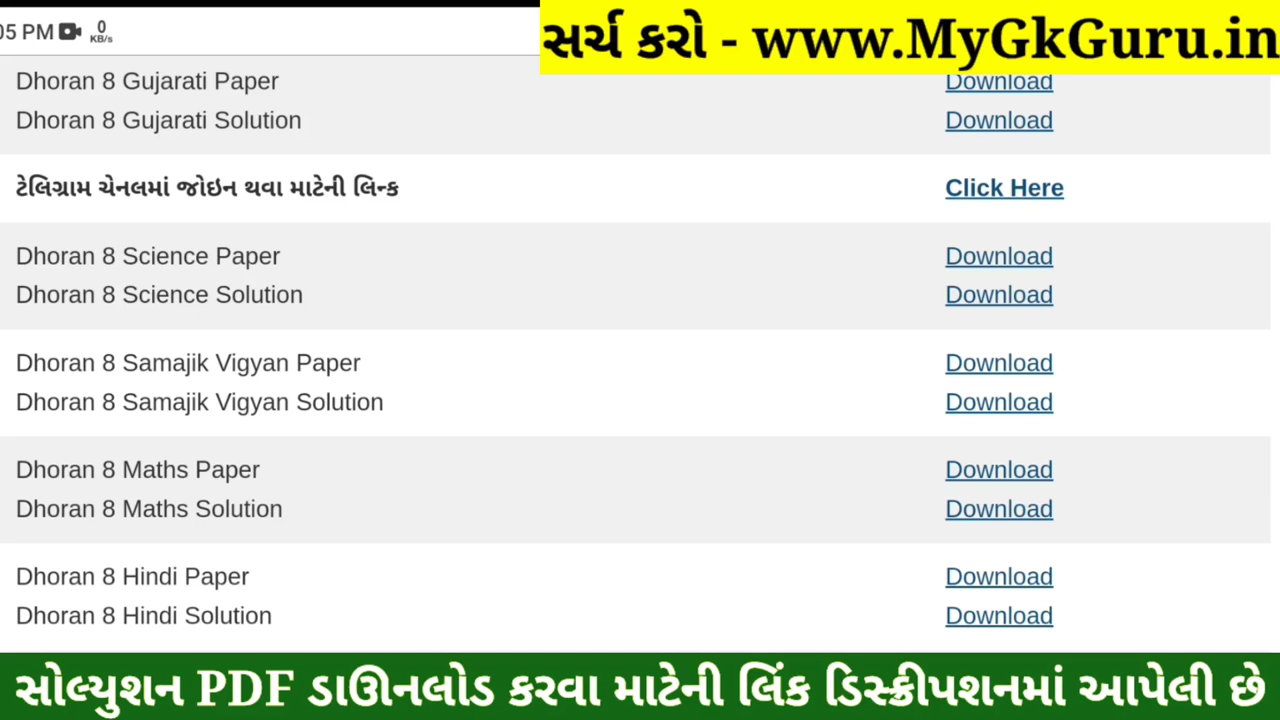 05 PM 0 KB/s
સર્ચ કરો - www.MyGkGuru.in
Dhoran 8 Gujarati Paper Download
Dhoran 8 Gujarati Solution Download
ટેલિગ્રામ ચેનલમાં જોઇન થવા માટેની લિન્ક Click Here
Dhoran 8 Science Paper Download
Dhoran 8 Science Solution Download
Dhoran 8 Samajik Vigyan Paper Download
Dhoran 8 Samajik Vigyan Solution Download
Dhoran 8 Maths Paper Download
Dhoran 8 Maths Solution Download
Dhoran 8 Hindi Paper Download
Dhoran 8 Hindi Solution Download
સોલ્યુશન PDF ડાઊનલોડ કરવા માટેની લિંક ડિસ્ક્રીપશનમાં આપેલી છે